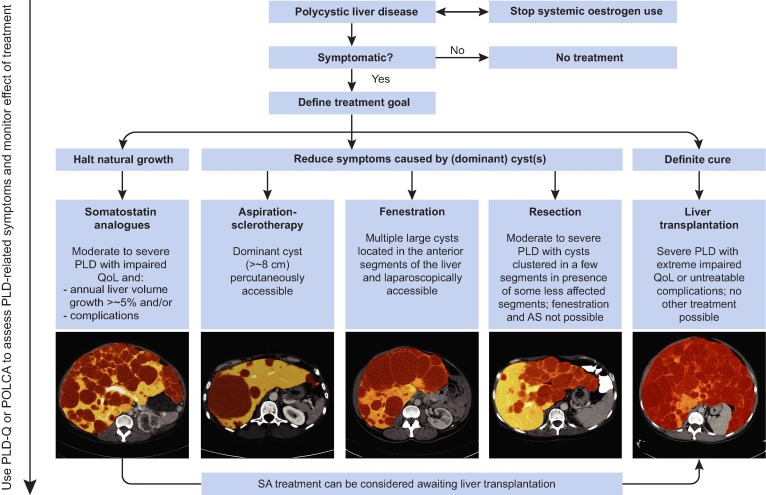 Use PLD-Q or POLCA to assess PLD-related symptoms and monitor effect of treatment
Polycystic liver disease
Stop systemic oestrogen use
Symptomatic?
No
No treatment
Yes
Define treatment goal
Halt natural growth
Reduce symptoms caused by (dominant) cyst(s)
Definite cure
Somatostatin
analogues
Moderate to severe
PLD with impaired
QoL and:
- annual liver volume
growth >~5% and/or
- complications
Aspiration-
sclerotherapy
Dominant cyst
(>~8 cm)
percutaneously
accessible
Fenestration
Multiple large cysts
located in the anterior
segments of the liver
and laparoscopically
accessible
Resection
Moderate to severe
PLD with cysts
clustered in a few
segments in presence
of some less affected
segments; fenestration
and AS not possible
Liver
transplantation
Severe PLD with
extreme impaired
QoL or untreatable
complications; no
other treatment
possible
SA treatment can be considered awaiting liver transplantation